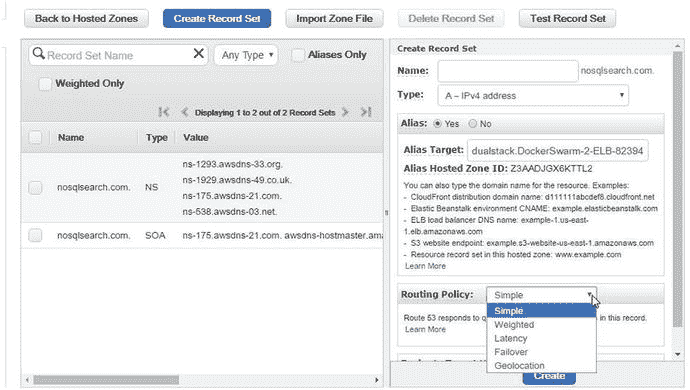 Back to Hosted Zones
Create Record Set
Import Zone File
Delete Record Set
Test Record Set
Record Set Name
Any Type
Aliases Only
Weighted Only
Displaying 1 to 2 out of 2 Record Sets
Name Type Value
nosqlsearch.com. NS
ns-1293.awsdns-33.org.
ns-1929.awsdns-49.co.uk.
ns-175.awsdns-21.com.
ns-538.awsdns-03.net.
nosqlsearch.com. SOA ns-175.awsdns-21.com. awsdns-hostmaster.ama
Create Record Set
Name: nosqlsearch.com.
Type: A – IPv4 address
Alias: Yes No
Alias Target: dualstack.DockerSwarm-2-ELB-82394
Alias Hosted Zone ID: Z3AADJGX6KTTL2
You can also type the domain name for the resource. Examples:
- CloudFront distribution domain name: d111111abcdef8.cloudfront.net
- Elastic Beanstalk environment CNAME: example.elasticbeanstalk.com
- ELB load balancer DNS name: example-1.us-east-
1.elb.amazonaws.com
- S3 website endpoint: example.s3-website-us-east-1.amazonaws.com
- Resource record set in this hosted zone: www.example.com
Learn More
Routing Policy: Simple
Route 53 responds to q in this record.
Learn More
Simple
Weighted
Latency
Failover
Geolocation
Create